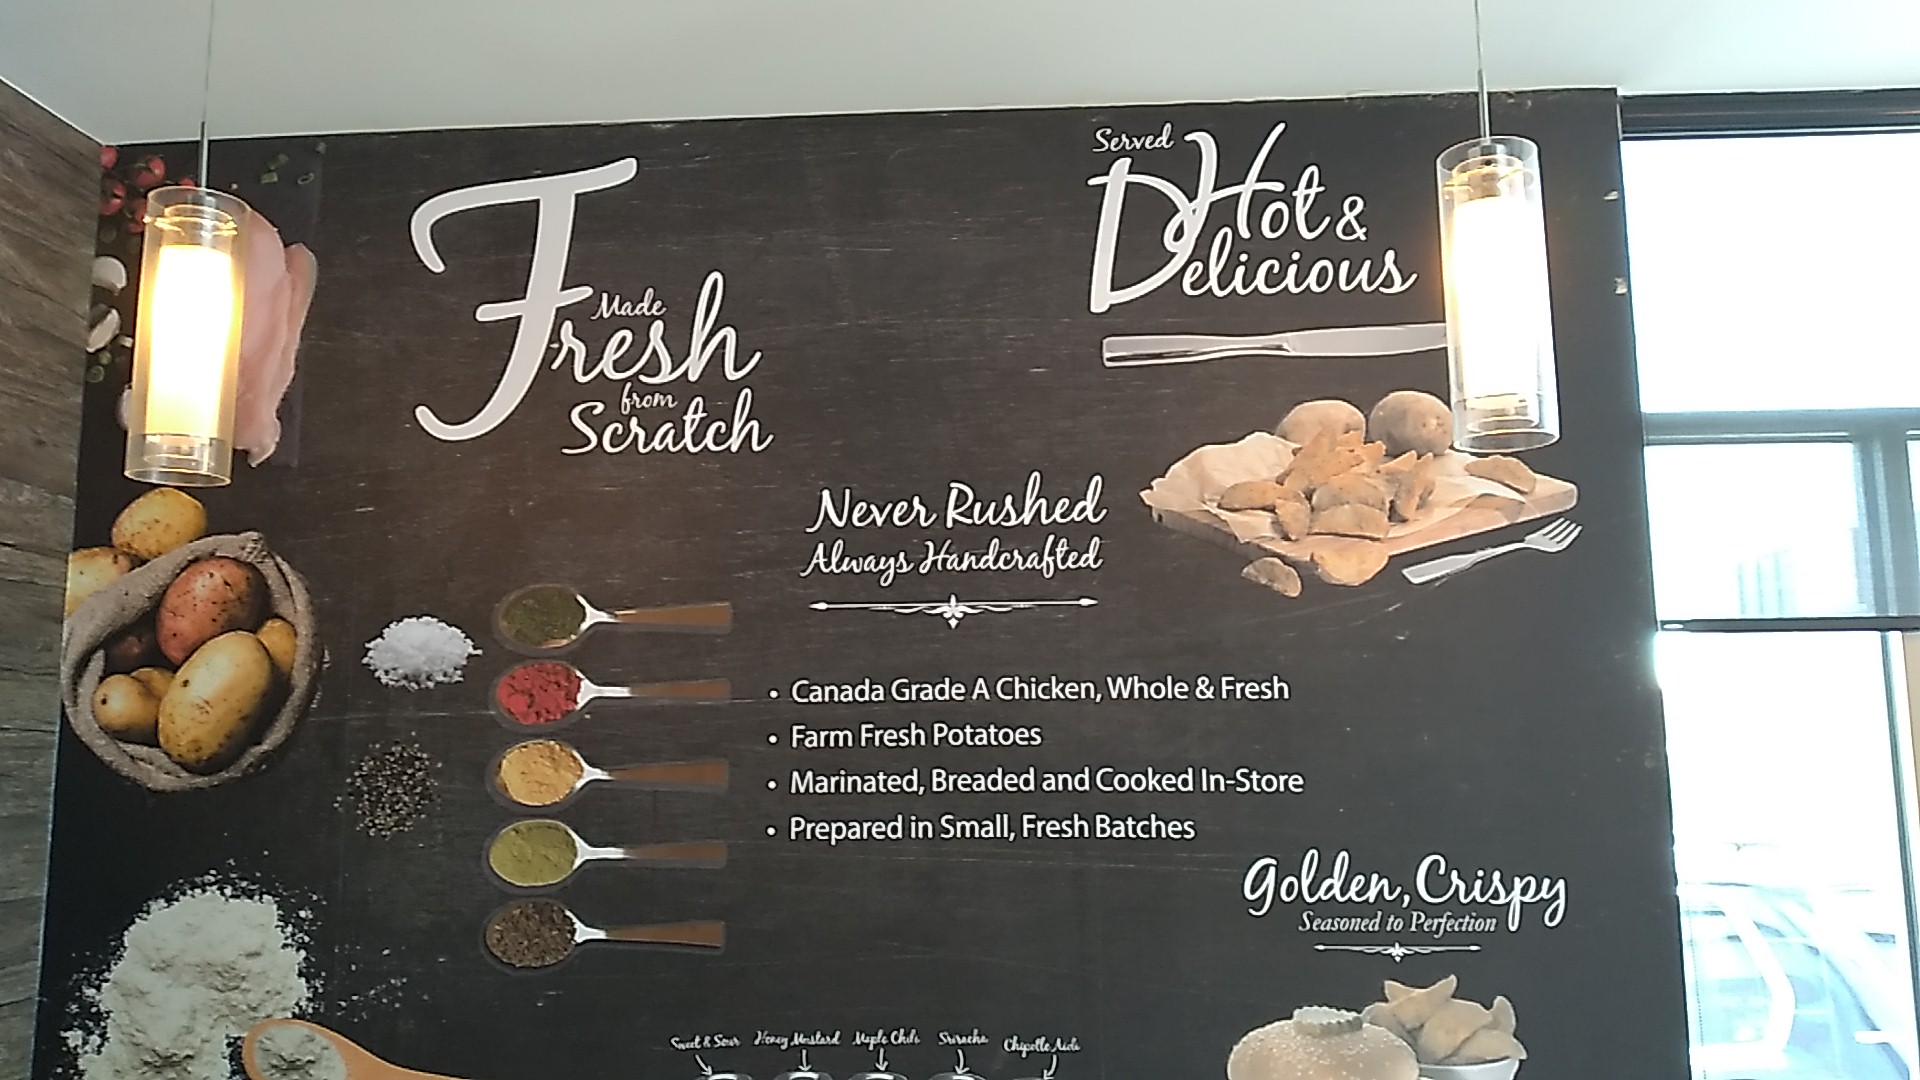 Made
Fresh
from
Scratch
Served
Hot &
Delicious
Never Rushed
Always Handcrafted
• Canada Grade A Chicken, Whole & Fresh
• Farm Fresh Potatoes
• Marinated, Breaded and Cooked In-Store
• Prepared in Small, Fresh Batches
Golden, Crispy
Seasoned to Perfection
Sweet & Sour
Honey Mustard
Maple Chili
Sriracha
Chipotle Aioli